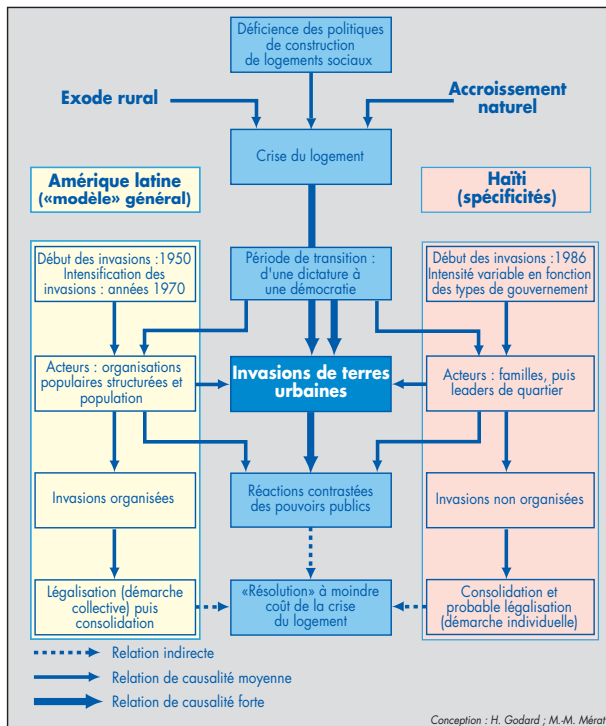 Déficience des politiques
de construction
de logements sociaux
Exode rural
Accroissement
naturel
Crise du logement
Amérique latine
(«modèle» général)
Haïti
(spécificités)
Début des invasions :1950
Intensification des
invasions : années 1970
Période de transition :
d'une dictature à
une démocratie
Début des invasions :1986
Intensité variable en fonction
des types de gouvernement
Acteurs : organisations
populaires structurées et
population
Invasions de terres
urbaines
Acteurs : familles, puis
leaders de quartier
Invasions organisées
Réactions contrastées
des pouvoirs publics
Invasions non organisées
Légalisation (démarche
collective) puis
consolidation
«Résolution» à moindre
coût de la crise
du logement
Consolidation et
probable légalisation
(démarche individuelle)
Relation indirecte
Relation de causalité moyenne
Relation de causalité forte
Conception : H. Godard ; M.-M. Mérat